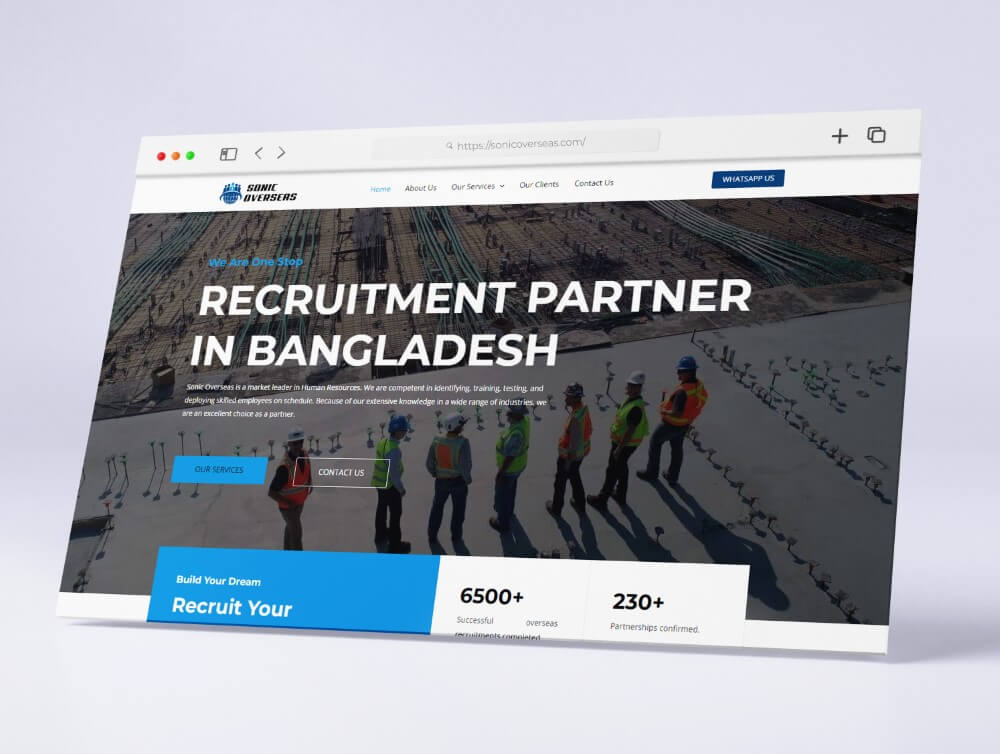 https://sonicoverseas.com/
SONIC
OVERSEAS
Home About Us Our Services Our Clients Contact Us
WHATSAPP US
We Are One Stop
RECRUITMENT PARTNER
IN BANGLADESH
Sonic Overseas is a market leader in Human Resources. We are competent in identifying, training, testing, and
deploying skilled employees on schedule. Because of our extensive knowledge in a wide range of industries, we
are an excellent choice as a partner.
OUR SERVICES CONTACT US
Build Your Dream
Recruit Your
6500+
Successful overseas
recruitments completed
230+
Partnerships confirmed.